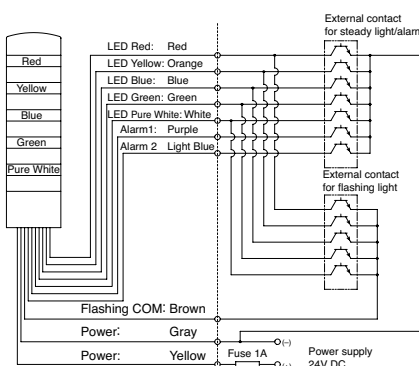 External contact
for steady light/alarm
LED Red: Red
Red
LED Yellow: Orange
LED Blue: Blue
Yellow
LED Green: Green
Blue
LED Pure White: White
Alarm1: Purple
Green
Alarm 2 Light Blue
Pure White
External contact
for flashing light
Flashing COM: Brown
Power: Gray
(−)
Power: Yellow
Fuse 1A
Power supply
24V DC
(+)